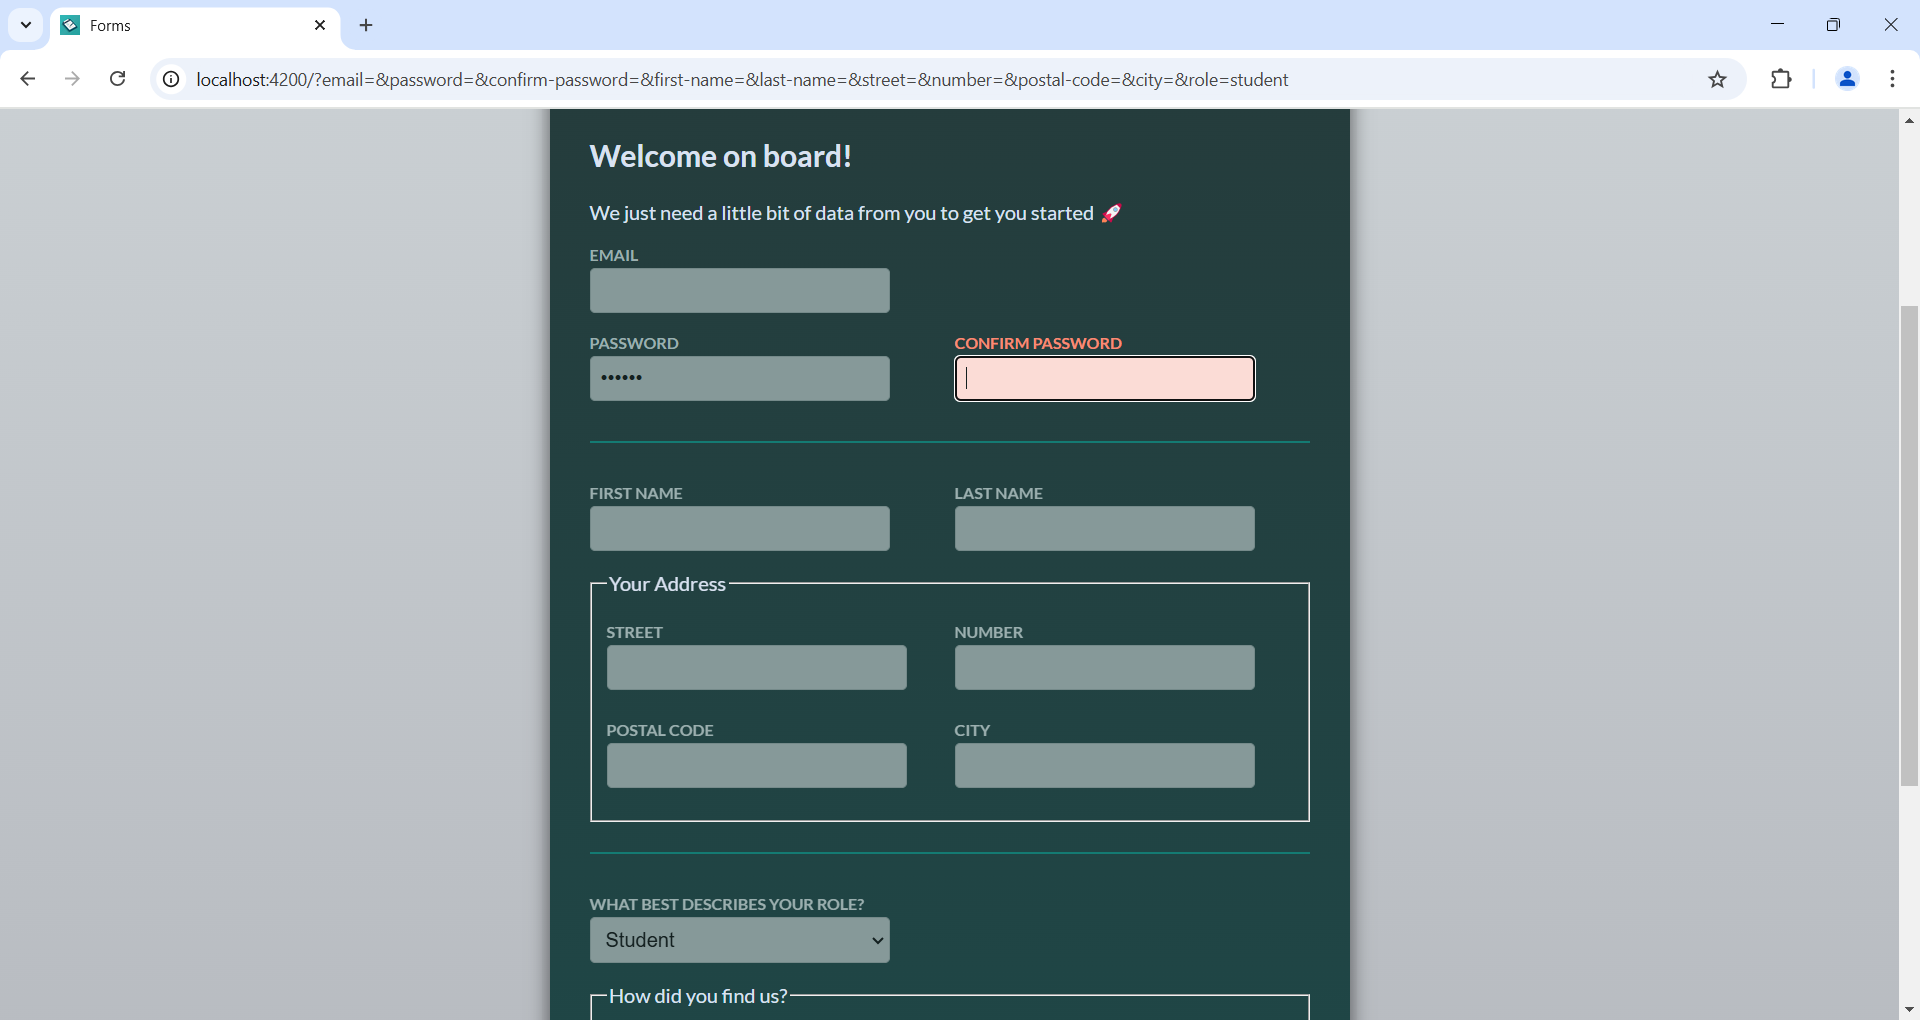 Forms
localhost:4200/?email=&password=&confirm-password=&first-name=&last-name=&street=&number=&postal-code=&city=&role=student
Welcome on board!
We just need a little bit of data from you to get you started 🚀
EMAIL
PASSWORD
CONFIRM PASSWORD
••••••
FIRST NAME
LAST NAME
Your Address
STREET
NUMBER
POSTAL CODE
CITY
WHAT BEST DESCRIBES YOUR ROLE?
Student
How did you find us?